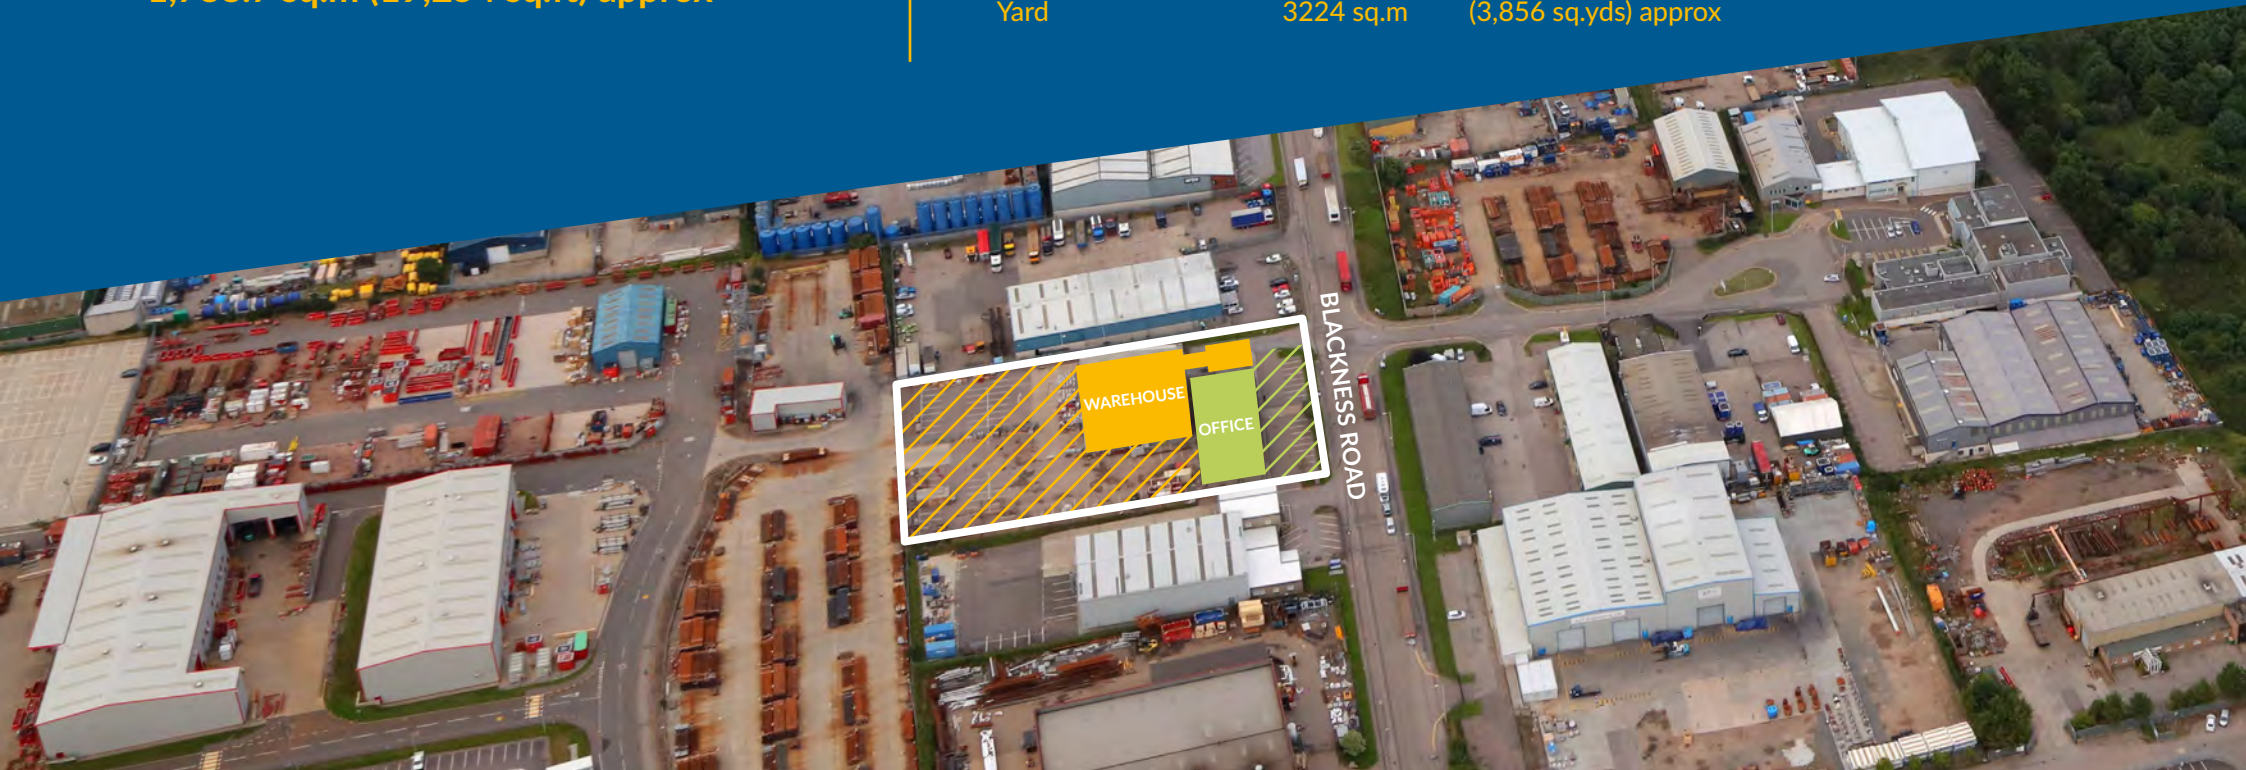 Yard 3224 sq.m (3,856 sq.yds) approx
BLACKNESS ROAD
WAREHOUSE
OFFICE